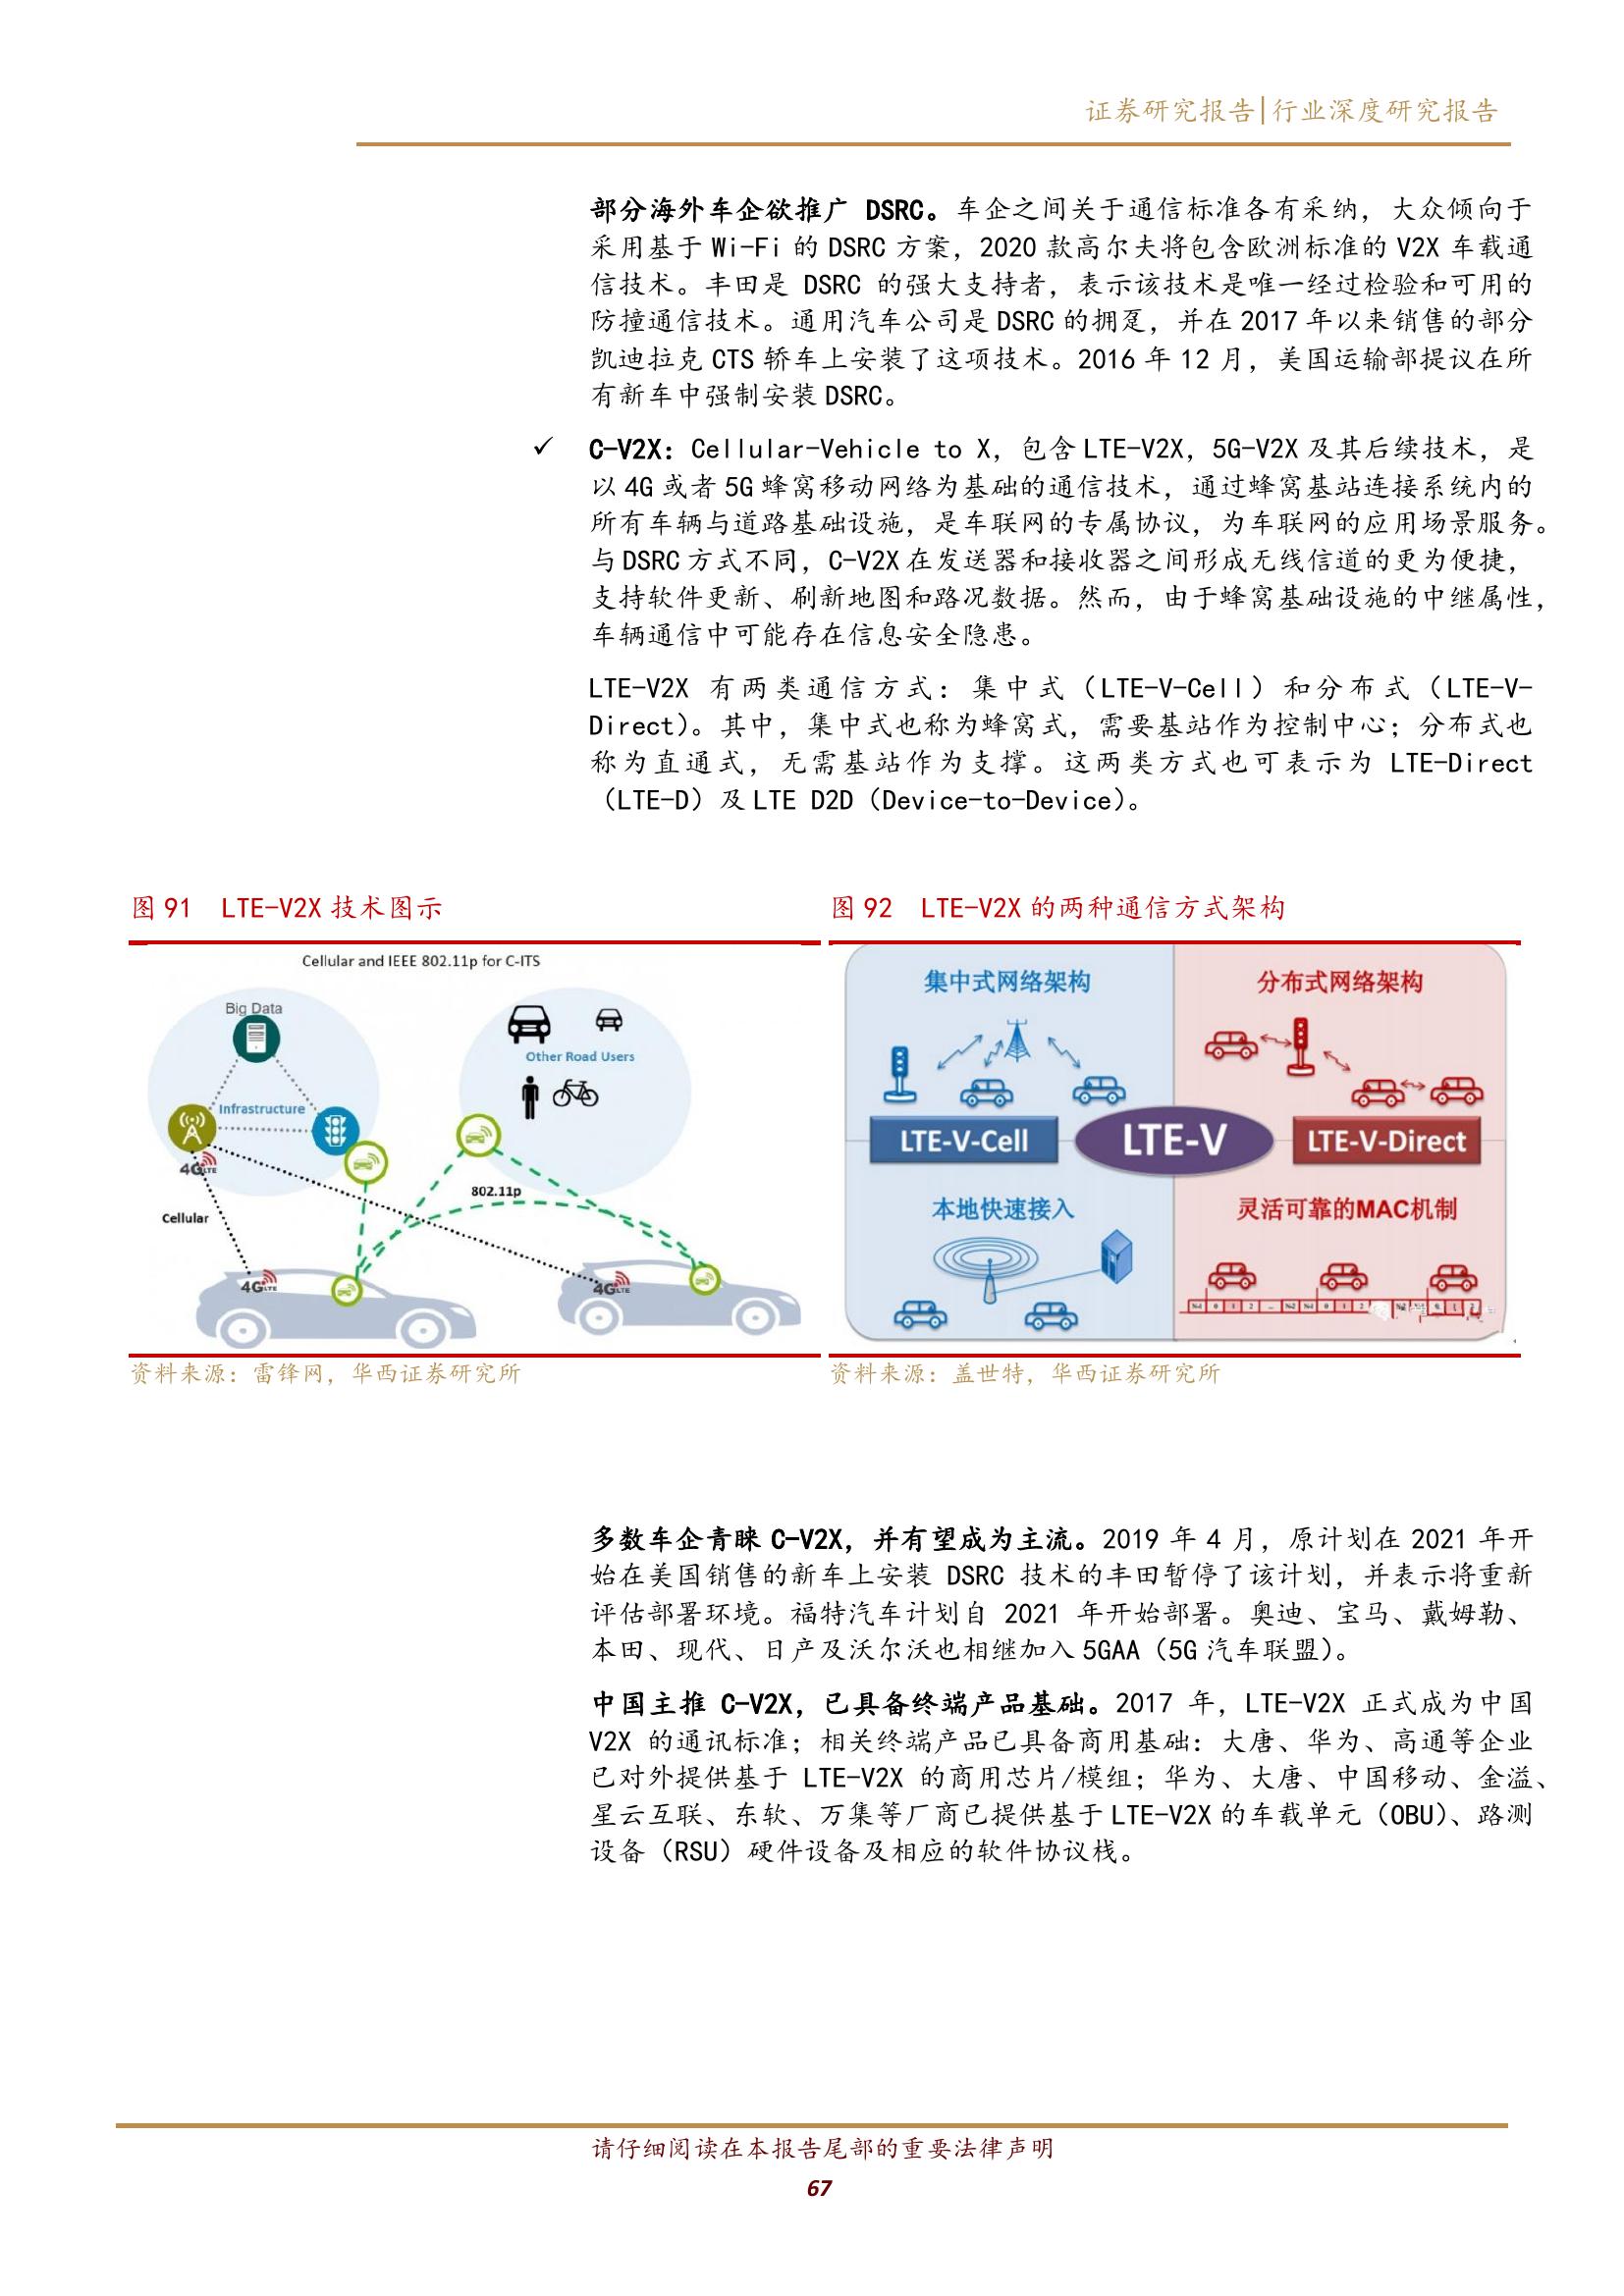 证券研究报告|行业深度研究报告
部分海外车企欲推广 DSRC。车企之间关于通信标准各有采纳，大众倾向于
采用基于 Wi-Fi 的 DSRC 方案，2020 款高尔夫将包含欧洲标准的 V2X 车载通
信技术。丰田是 DSRC 的强大支持者，表示该技术是唯一经过检验和可用的
防撞通信技术。通用汽车公司是 DSRC 的拥趸，并在 2017 年以来销售的部分
凯迪拉克 CTS 轿车上安装了这项技术。2016 年 12 月，美国运输部提议在所
有新车中强制安装 DSRC。
✓ C-V2X：Cellular-Vehicle to X，包含 LTE-V2X，5G-V2X 及其后续技术，是
以 4G 或者 5G 蜂窝移动网络为基础的通信技术，通过蜂窝基站连接系统内的
所有车辆与道路基础设施，是车联网的专属协议，为车联网的应用场景服务。
与 DSRC 方式不同，C-V2X 在发送器和接收器之间形成无线信道的更为便捷，
支持软件更新、刷新地图和路况数据。然而，由于蜂窝基础设施的中继属性，
车辆通信中可能存在信息安全隐患。
LTE-V2X 有两类通信方式：集中式（LTE-V-Cell）和分布式（LTE-V-
Direct）。其中，集中式也称为蜂窝式，需要基站作为控制中心；分布式也
称为直通式，无需基站作为支撑。这两类方式也可表示为 LTE-Direct
（LTE-D）及 LTE D2D（Device-to-Device）。
图 91 LTE-V2X 技术图示
Cellular and IEEE 802.11p for C-ITS
Big Data
Other Road Users
Infrastructure
4G LTE
802.11p
Cellular
4G LTE
4G LTE
资料来源：雷锋网，华西证券研究所
图 92 LTE-V2X 的两种通信方式架构
集中式网络架构
分布式网络架构
LTE-V-Cell
LTE-V
LTE-V-Direct
本地快速接入
灵活可靠的MAC机制
资料来源：盖世特，华西证券研究所
多数车企青睐 C-V2X，并有望成为主流。2019 年 4 月，原计划在 2021 年开
始在美国销售的新车上安装 DSRC 技术的丰田暂停了该计划，并表示将重新
评估部署环境。福特汽车计划自 2021 年开始部署。奥迪、宝马、戴姆勒、
本田、现代、日产及沃尔沃也相继加入 5GAA（5G 汽车联盟）。
中国主推 C-V2X，已具备终端产品基础。2017 年，LTE-V2X 正式成为中国
V2X 的通讯标准；相关终端产品已具备商用基础：大唐、华为、高通等企业
已对外提供基于 LTE-V2X 的商用芯片/模组；华为、大唐、中国移动、金溢、
星云互联、东软、万集等厂商已提供基于 LTE-V2X 的车载单元（OBU）、路测
设备（RSU）硬件设备及相应的软件协议栈。
请仔细阅读在本报告尾部的重要法律声明
67